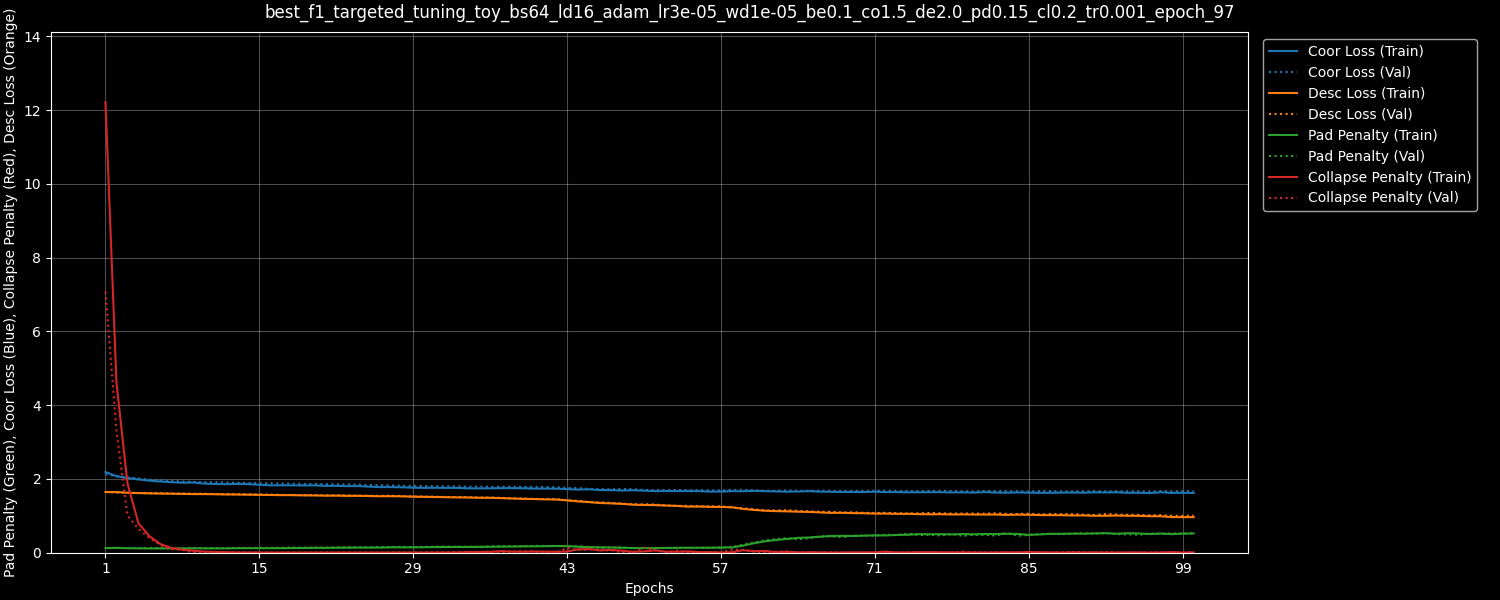 best_f1_targeted_tuning_toy_bs64_ld16_adam_lr3e-05_wd1e-05_be0.1_co1.5_de2.0_pd0.15_cl0.2_tr0.001_epoch_97
Pad Penalty (Green), Coor Loss (Blue), Collapse Penalty (Red), Desc Loss (Orange)
14
12
10
8
6
4
2
0
1 15 29 43 57 71 85 99
Epochs
Coor Loss (Train)
Coor Loss (Val)
Desc Loss (Train)
Desc Loss (Val)
Pad Penalty (Train)
Pad Penalty (Val)
Collapse Penalty (Train)
Collapse Penalty (Val)